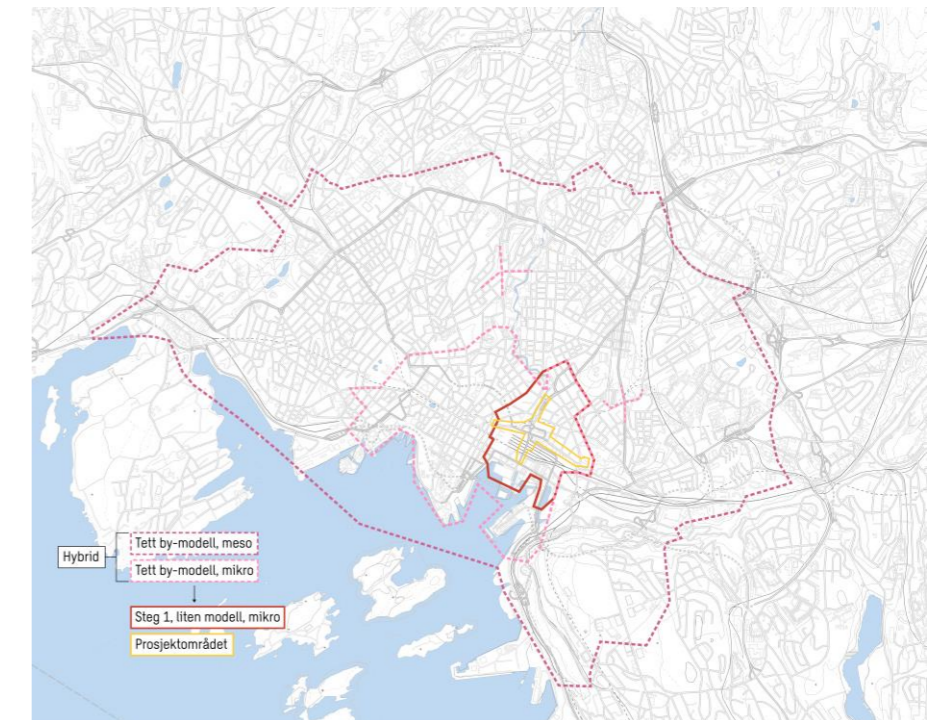 Hybrid
Tett by-modell, meso
Tett by-modell, mikro
Steg 1, liten modell, mikro
Prosjektområdet